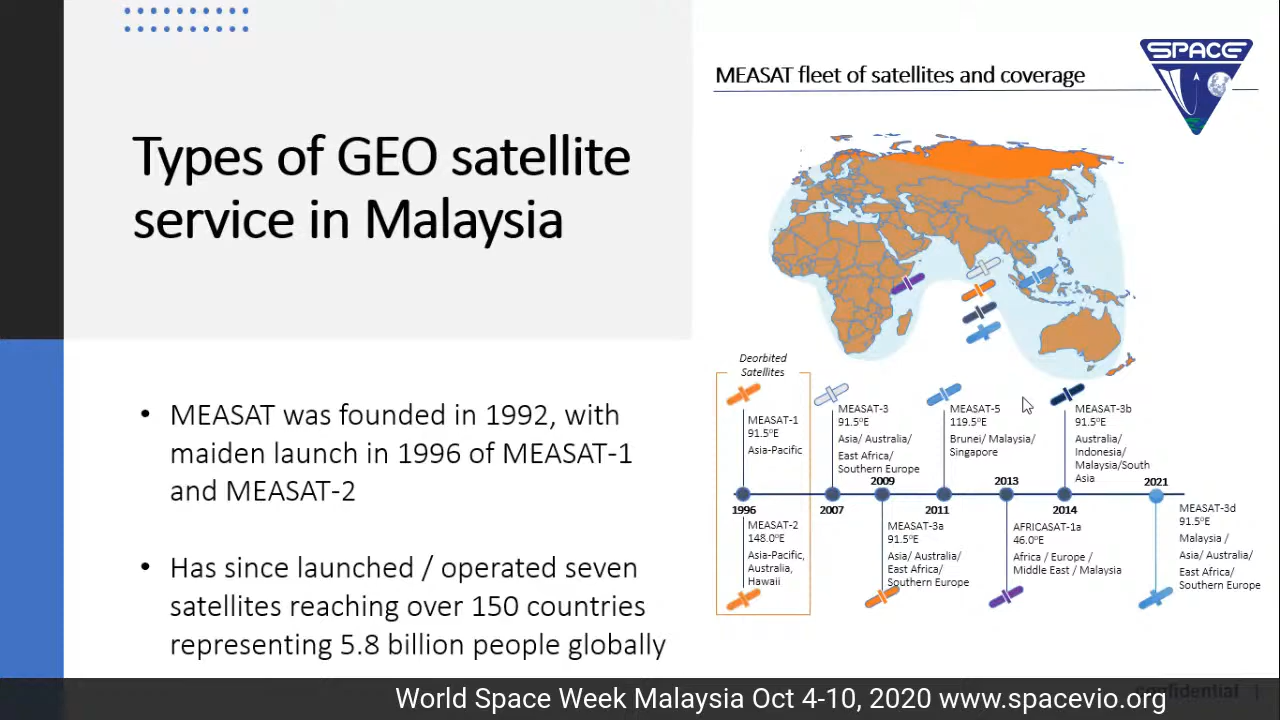 Types of GEO satellite
service in Malaysia
• MEASAT was founded in 1992, with
maiden launch in 1996 of MEASAT-1
and MEASAT-2
• Has since launched / operated seven
satellites reaching over 150 countries
representing 5.8 billion people globally
SPACE
MEASAT fleet of satellites and coverage
Deorbited
Satellites
MEASAT-1
91.5°E
Asia-Pacific
MEASAT-3
91.5°E
Asia/ Australia/
East Africa/
Southern Europe
MEASAT-5
119.5°E
Brunei/ Malaysia/
Singapore
MEASAT-3b
91.5°E
Australia/
Indonesia/
Malaysia/South
Asia
1996
2007
2009
2011
2013
2014
2021
MEASAT-2
148.0°E
Asia-Pacific,
Australia,
Hawaii
MEASAT-3a
91.5°E
Asia/ Australia/
East Africa/
Southern Europe
AFRICASAT-1a
46.0°E
Africa / Europe /
Middle East / Malaysia
MEASAT-3d
91.5°E
Malaysia /
Asia/ Australia/
East Africa/
Southern Europe
confidential
World Space Week Malaysia Oct 4-10, 2020 www.spacevio.org